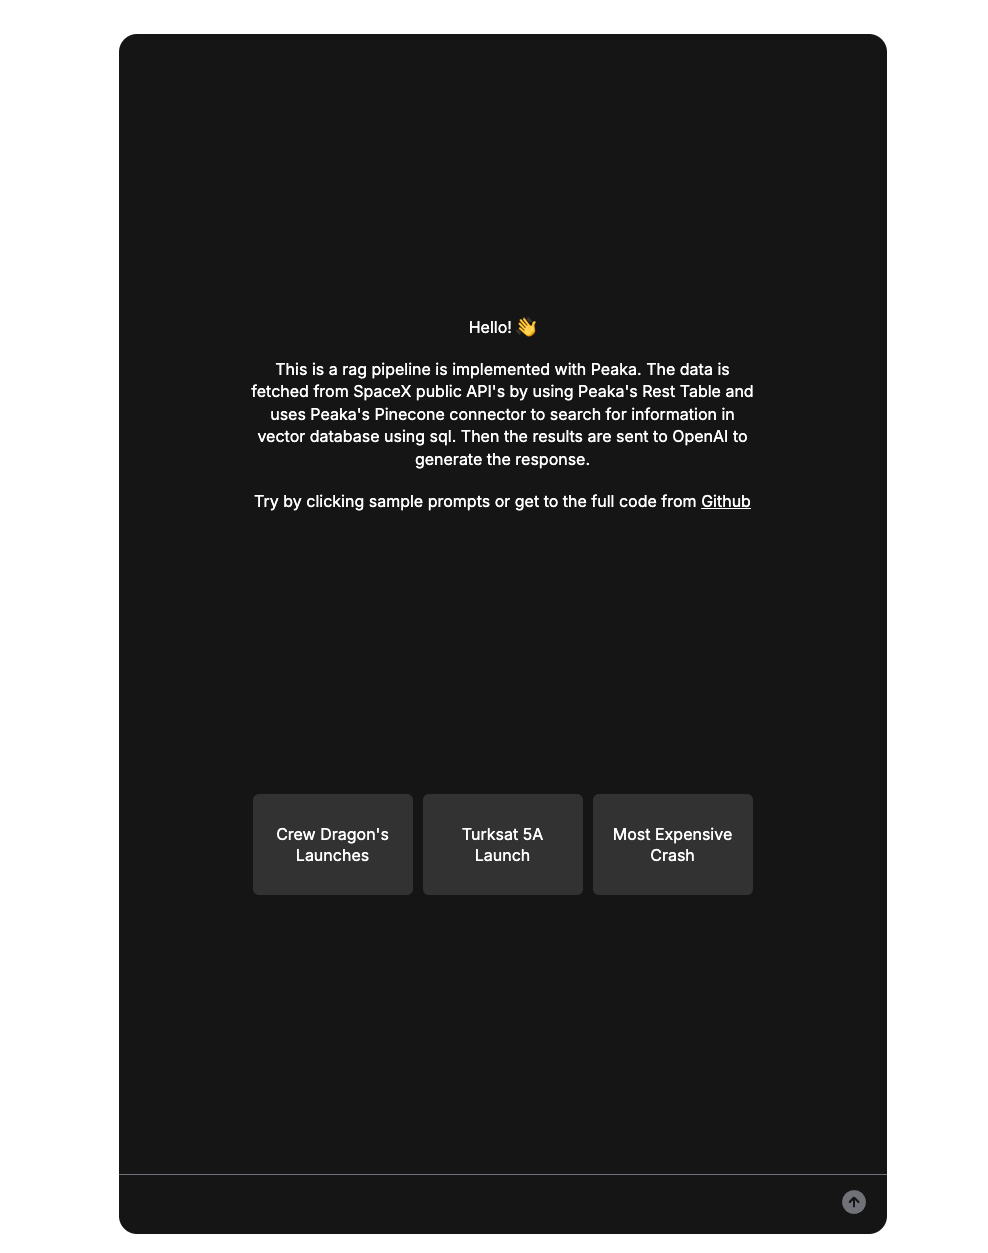 Hello! 👋
This is a rag pipeline is implemented with Peaka. The data is
fetched from SpaceX public API's by using Peaka's Rest Table and
uses Peaka's Pinecone connector to search for information in
vector database using sql. Then the results are sent to OpenAI to
generate the response.
Try by clicking sample prompts or get to the full code from Github
Crew Dragon's
Launches
Turksat 5A
Launch
Most Expensive
Crash